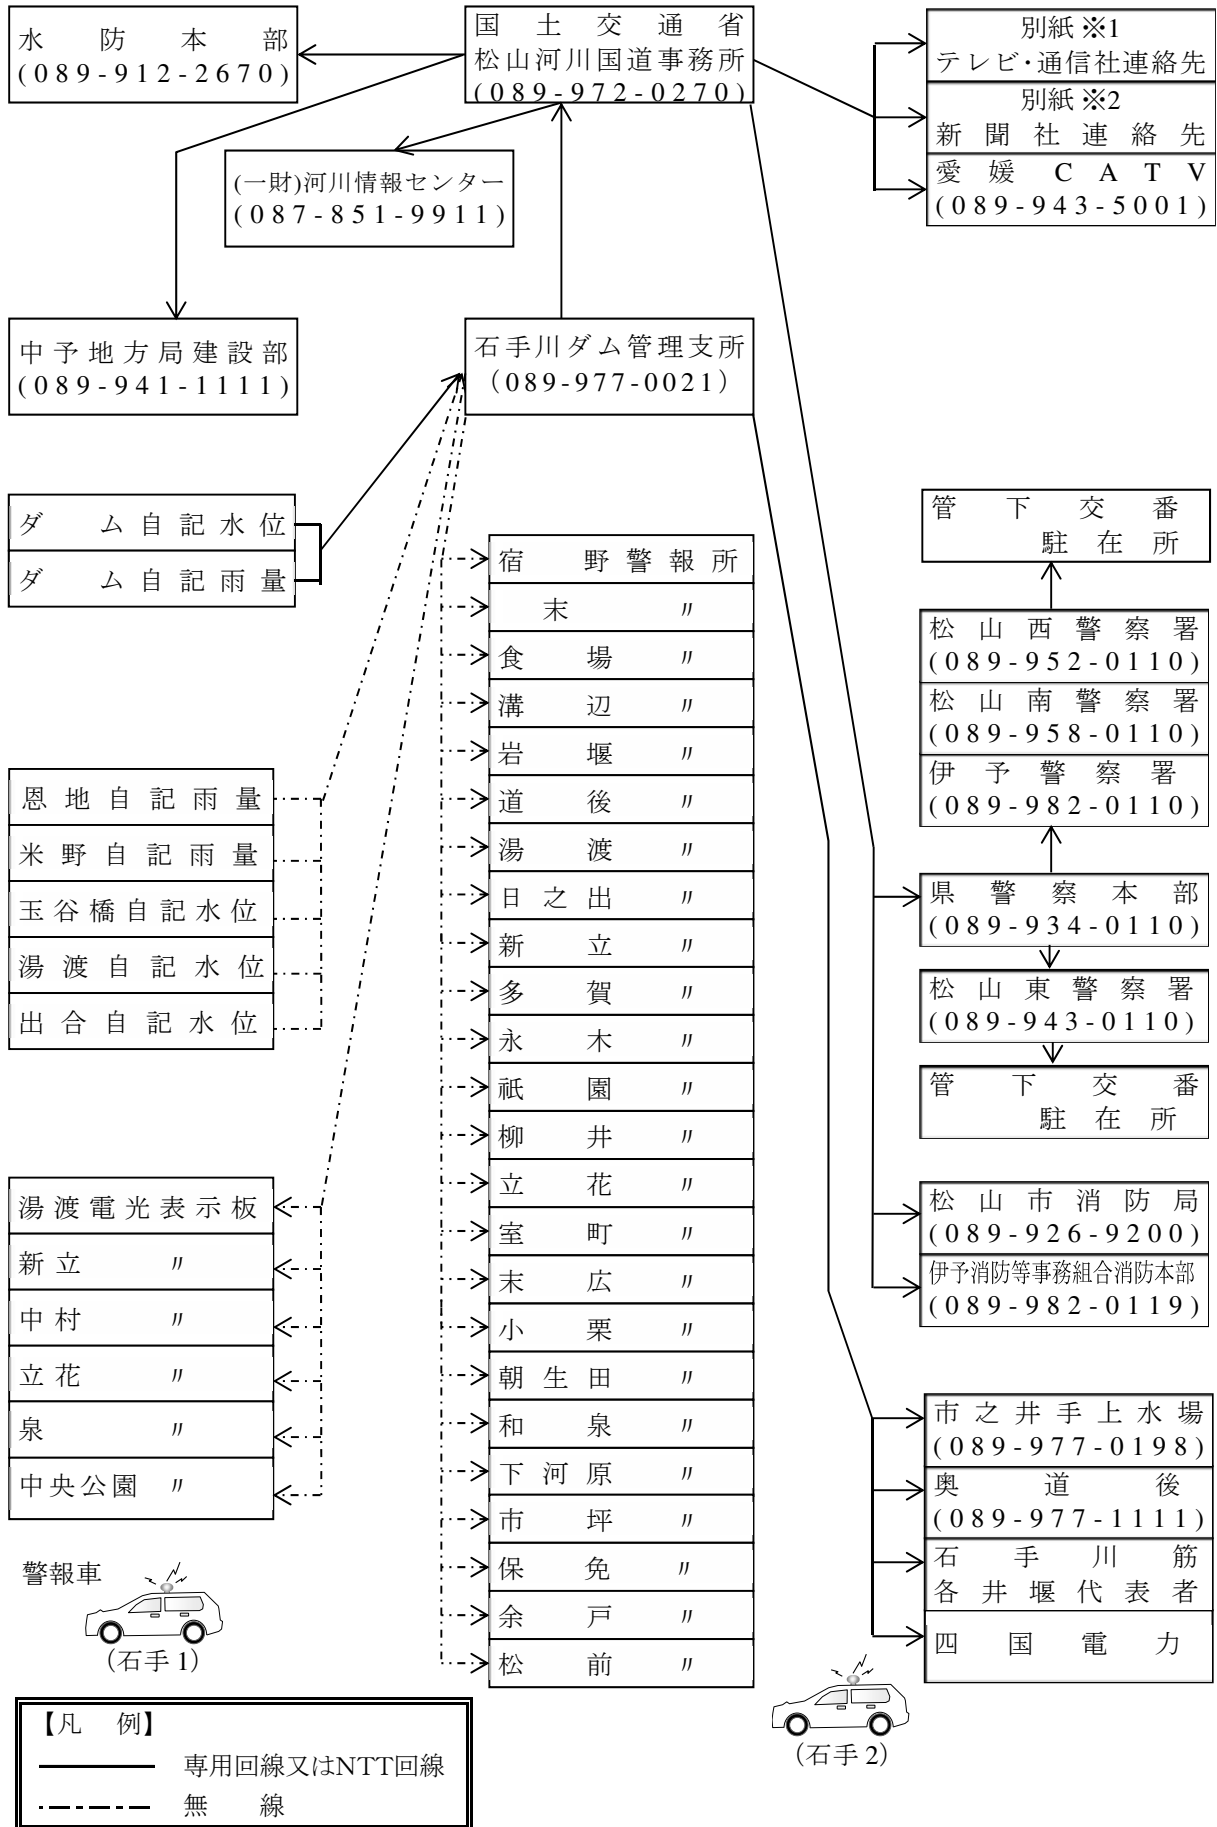 水防本部
(089-912-2670)
国土交通省
松山河川国道事務所
(089-972-0270)
別紙※1
テレビ・通信社連絡先
別紙※2
新聞社連絡先
愛媛CATV
(089-943-5001)
(一財)河川情報センター
(087-851-9911)
中予地方局建設部
(089-941-1111)
石手川ダム管理支所
(089-977-0021)
ダム自記水位
ダム自記雨量
恩地自記雨量
米野自記雨量
玉谷橋自記水位
湯渡自記水位
出合自記水位
湯渡電光表示板
新立 〃
中村 〃
立花 〃
泉 〃
中央公園 〃
宿野警報所
末 〃
食場 〃
溝辺 〃
岩堰 〃
道後 〃
湯渡 〃
日之出 〃
新立 〃
多賀 〃
永木 〃
祇園 〃
柳井 〃
立花 〃
室町 〃
末広 〃
小栗 〃
朝生田 〃
和泉 〃
下河原 〃
市坪 〃
保免 〃
余戸 〃
松前 〃
管下交番
駐在所
松山西警察署
(089-952-0110)
松山南警察署
(089-958-0110)
伊予警察署
(089-982-0110)
県警察本部
(089-934-0110)
松山東警察署
(089-943-0110)
管下交番
駐在所
松山市消防局
(089-926-9200)
伊予消防等事務組合消防本部
(089-982-0119)
市之井手上水場
(089-977-0198)
奥道後
(089-977-1111)
石手川筋
各井堰代表者
四国電力
警報車
(石手1)
(石手2)
【凡 例】
専用回線又はNTT回線
無 線